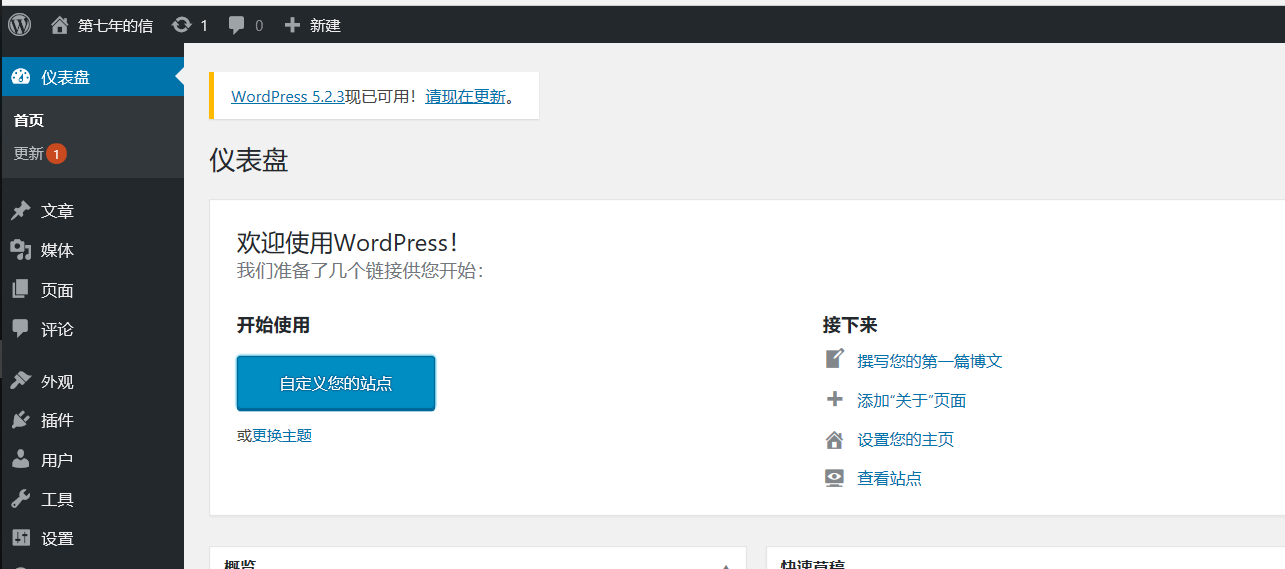 第七年的信 1 0 新建
仪表盘
首页
更新 1
文章
媒体
页面
评论
外观
插件
用户
工具
设置
WordPress 5.2.3现已可用！请现在更新。
仪表盘
欢迎使用WordPress！
我们准备了几个链接供您开始：
开始使用
自定义您的站点
或更换主题
接下来
撰写您的第一篇博文
添加“关于”页面
设置您的主页
查看站点
概览
快速草稿